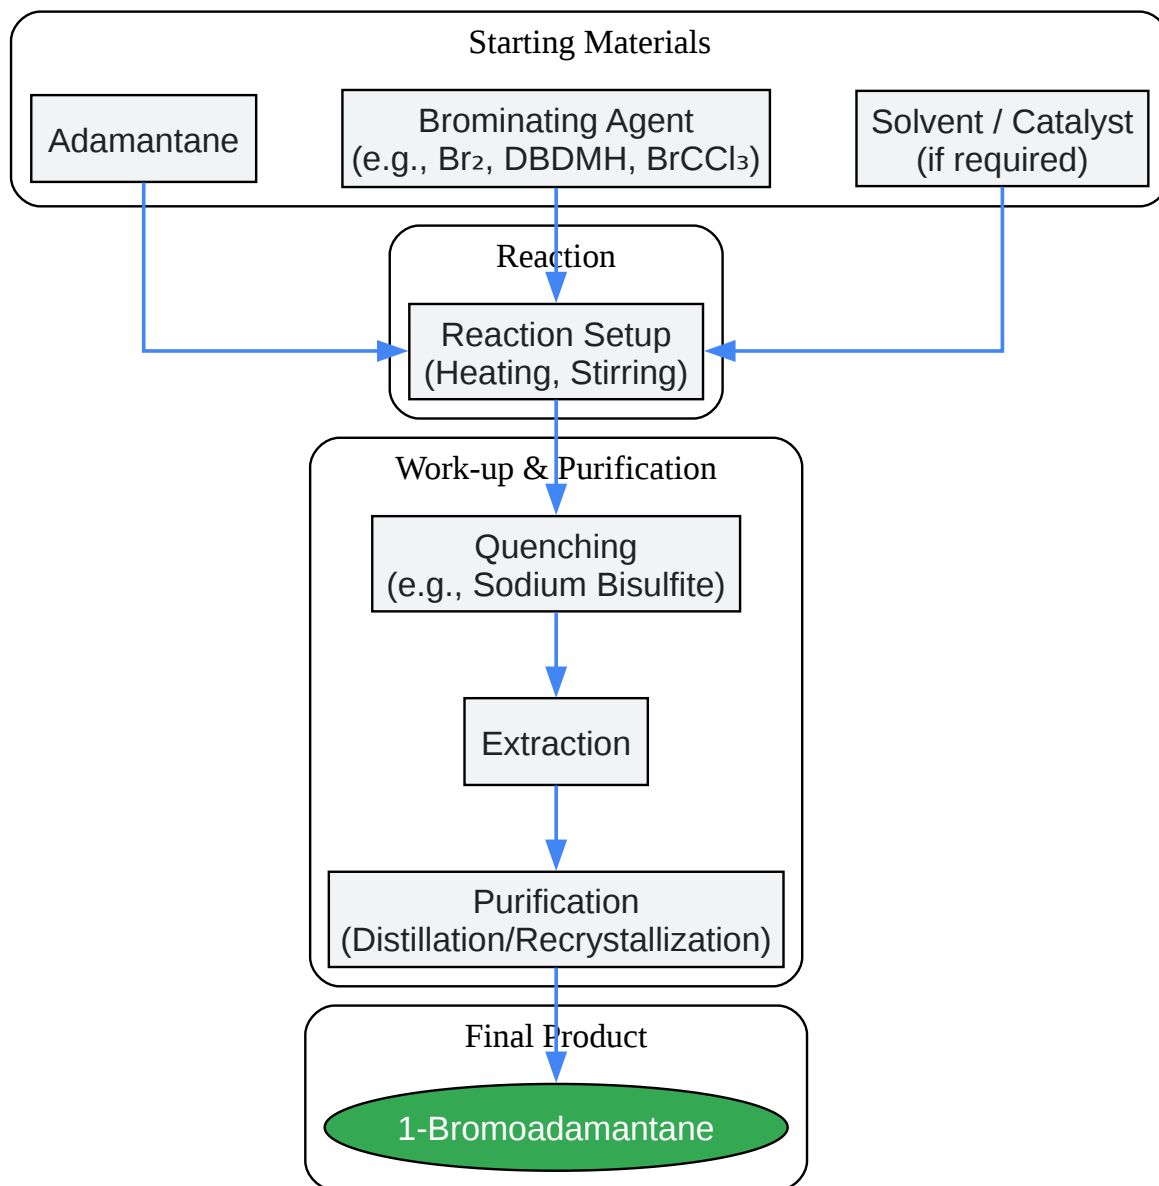 Starting Materials
Adamantane
Brominating Agent
(e.g., Br₂, DBDMH, BrCCl₃)
Solvent / Catalyst
(if required)
Reaction
Reaction Setup
(Heating, Stirring)
Work-up & Purification
Quenching
(e.g., Sodium Bisulfite)
Extraction
Purification
(Distillation/Recrystallization)
Final Product
1-Bromoadamantane